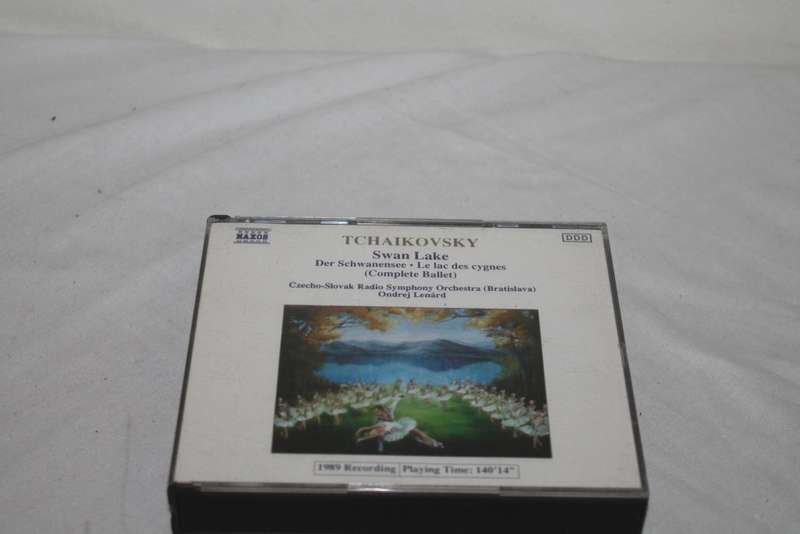 NAXOS
DDD
TCHAIKOVSKY
Swan Lake
Der Schwanensee • Le lac des cygnes
(Complete Ballet)
Czecho-Slovak Radio Symphony Orchestra (Bratislava)
Ondrej Lenárd
1989 Recording Playing Time: 140'14"